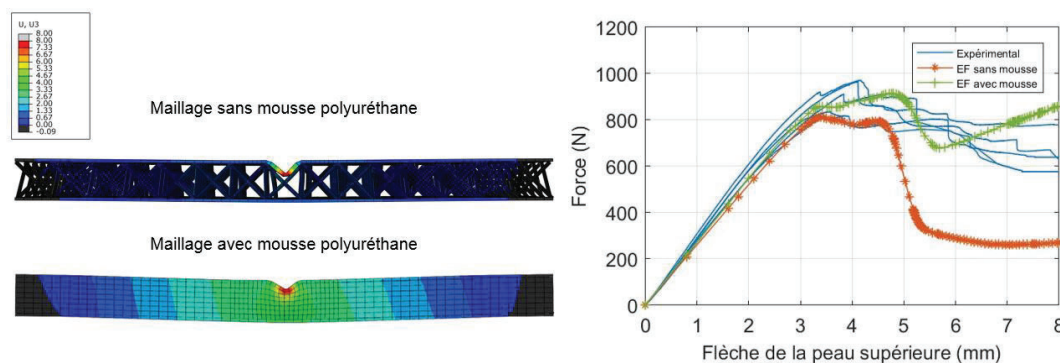 U, U3
8.00
7.33
6.67
6.00
5.33
4.67
4.00
3.33
2.67
2.00
1.33
0.67
0.00
-0.09
Maillage sans mousse polyuréthane
Maillage avec mousse polyuréthane
1200
1000
800
600
400
200
0
Force (N)
Expérimental
EF sans mousse
EF avec mousse
0 1 2 3 4 5 6 7 8
Flèche de la peau supérieure (mm)